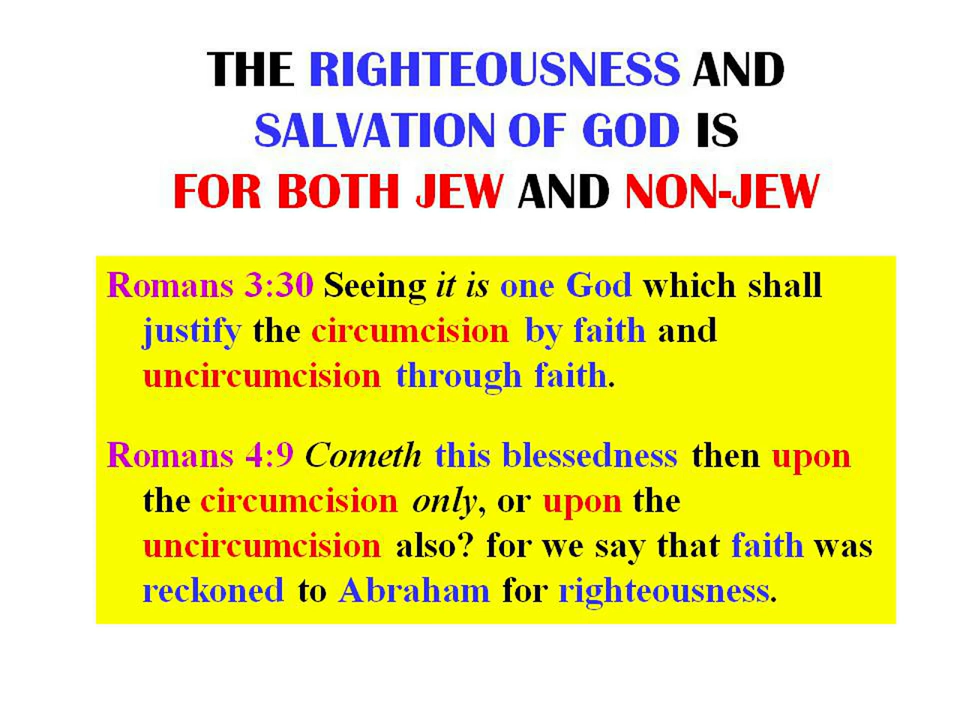 THE RIGHTEOUSNESS AND
SALVATION OF GOD IS
FOR BOTH JEW AND NON-JEW
Romans 3:30 Seeing it is one God which shall
justify the circumcision by faith and
uncircumcision through faith.
Romans 4:9 Cometh this blessedness then upon
the circumcision only, or upon the
uncircumcision also? for we say that faith was
reckoned to Abraham for righteousness.